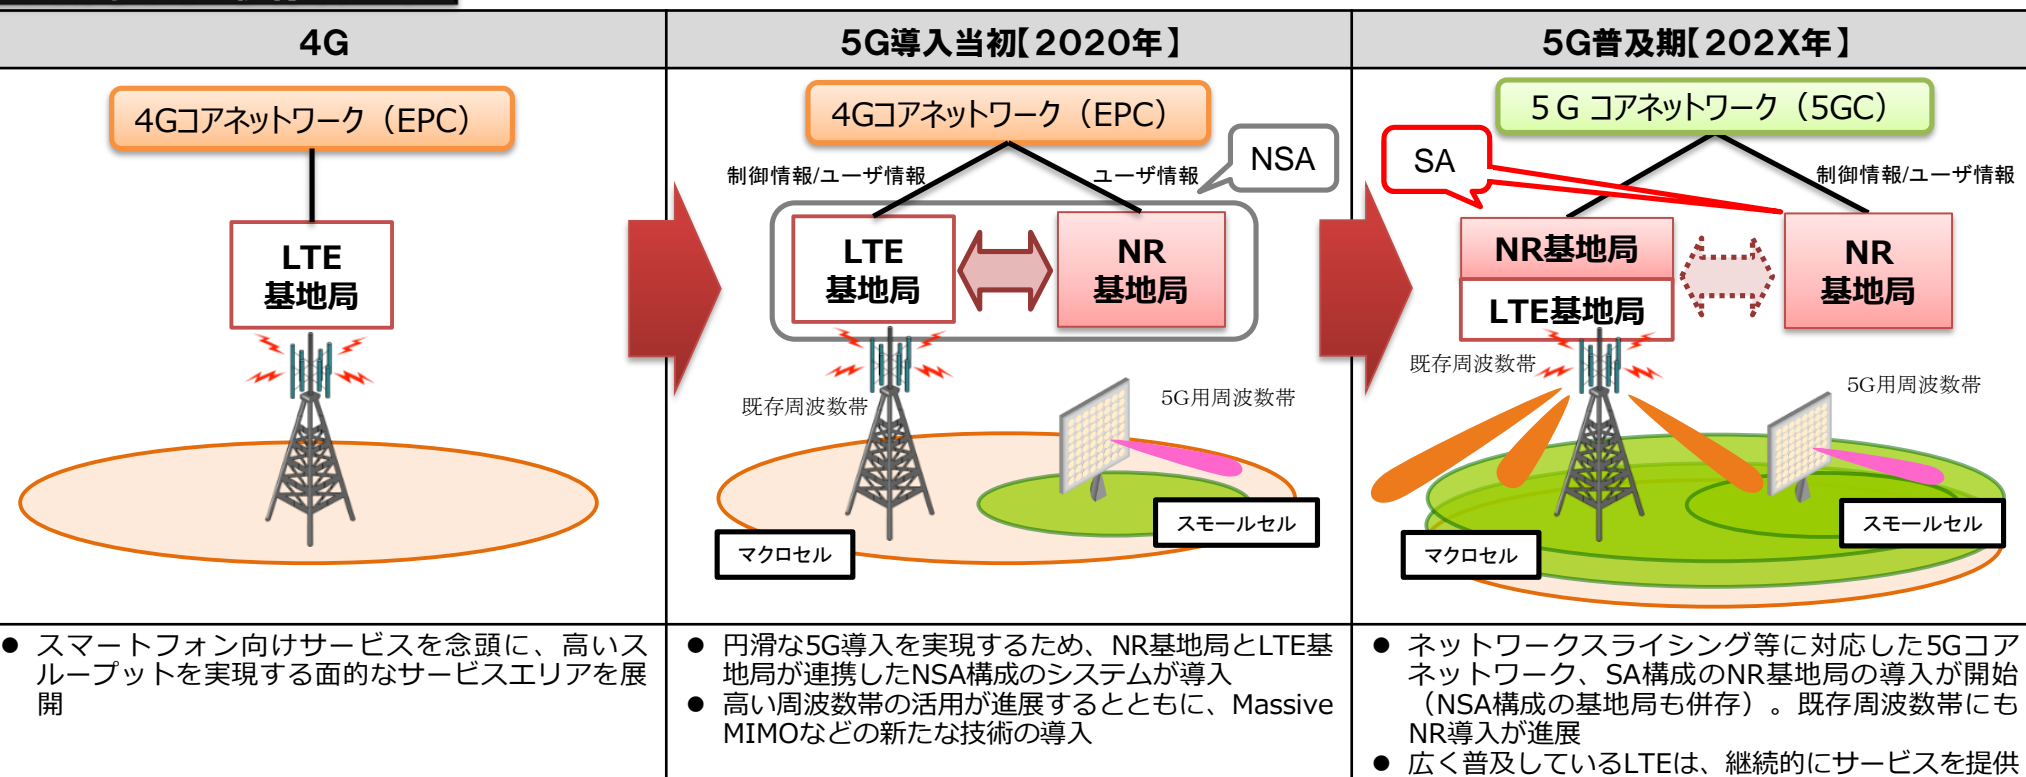 4G
5G導入当初【2020年】
5G普及期【202X年】
4Gコアネットワーク（EPC）
LTE
基地局
4Gコアネットワーク（EPC）
NSA
制御情報/ユーザ情報
ユーザ情報
LTE
基地局
NR
基地局
既存周波数帯
5G用周波数帯
スモールセル
マクロセル
5G コアネットワーク（5GC）
SA
制御情報/ユーザ情報
NR基地局
LTE基地局
NR
基地局
既存周波数帯
5G用周波数帯
スモールセル
マクロセル
● スマートフォン向けサービスを念頭に、高いス
ループットを実現する面的なサービスエリアを展
開
● 円滑な5G導入を実現するため、NR基地局とLTE基
地局が連携したNSA構成のシステムが導入
● 高い周波数帯の活用が進展するとともに、Massive
MIMOなどの新たな技術の導入
● ネットワークスライシング等に対応した5Gコア
ネットワーク、SA構成のNR基地局の導入が開始
（NSA構成の基地局も併存）。既存周波数帯にも
NR導入が進展
● 広く普及しているLTEは、継続的にサービスを提供